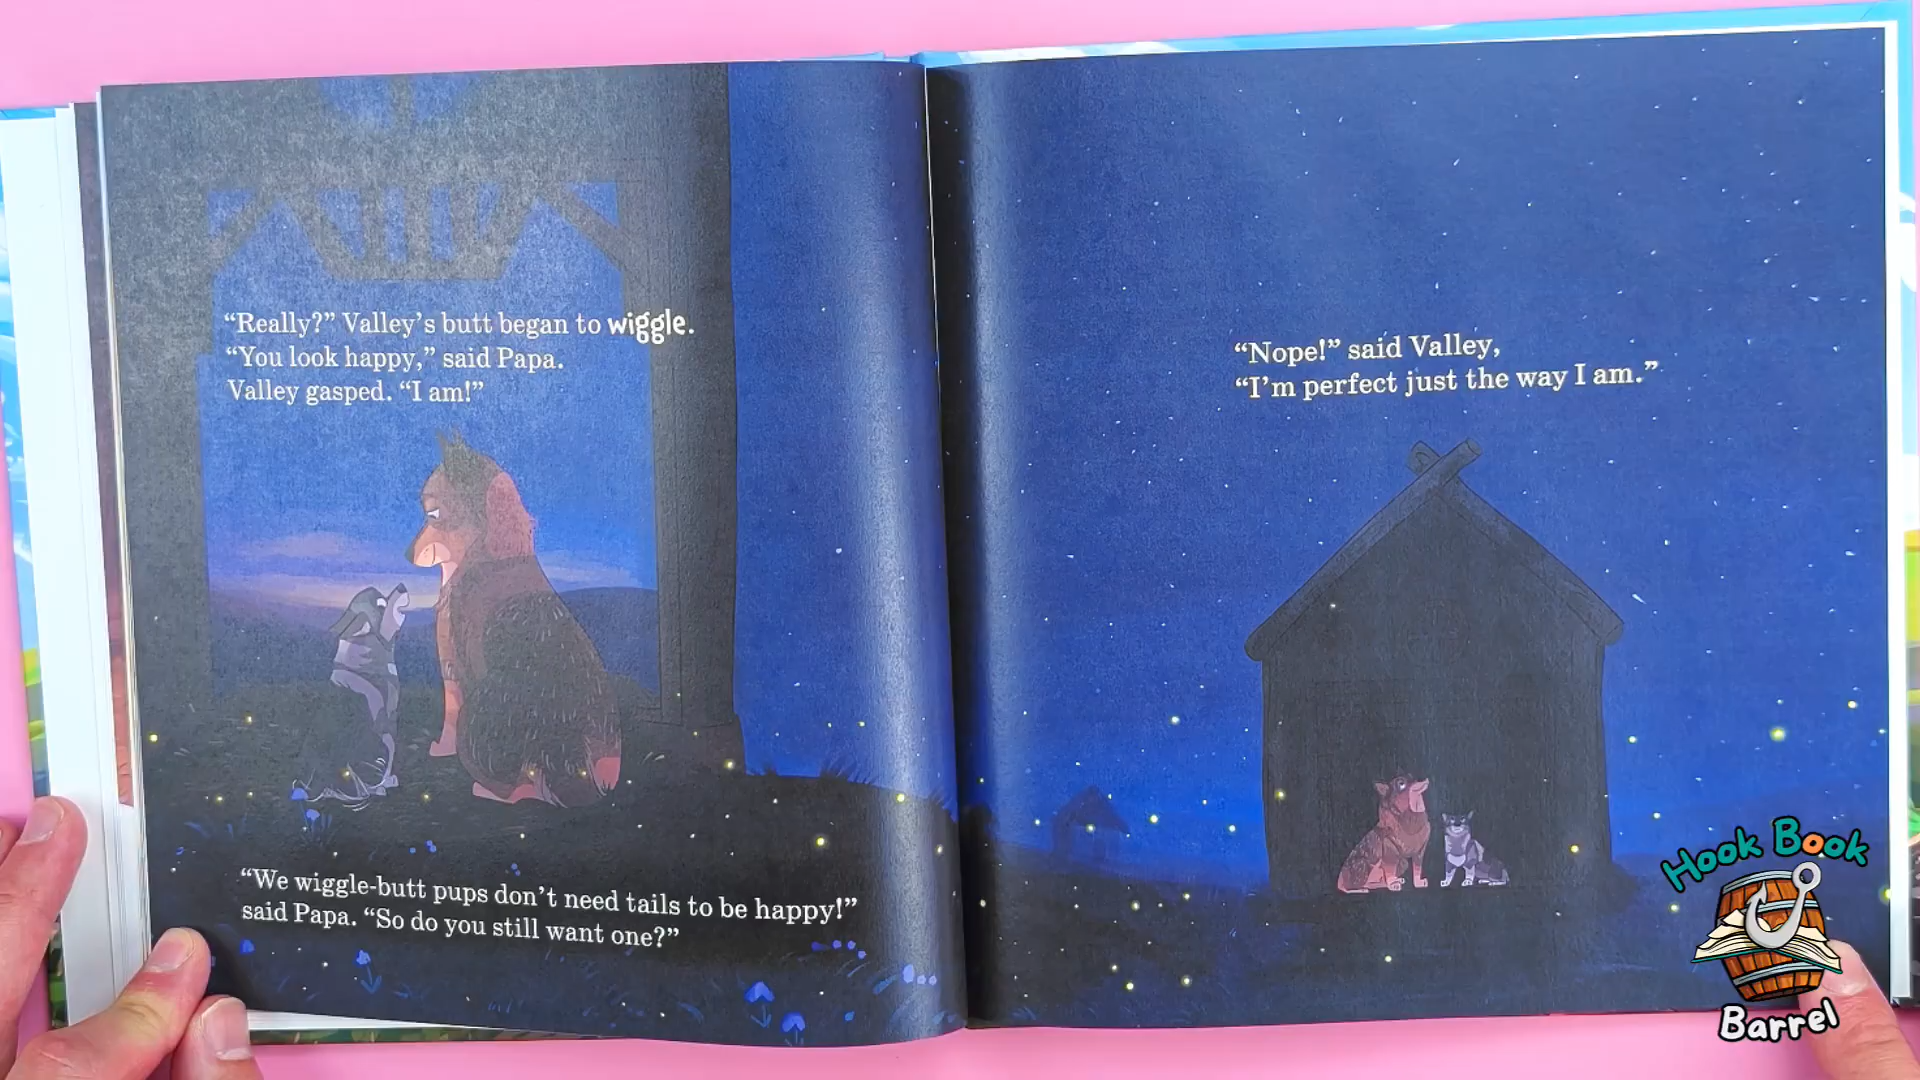 “Really?” Valley’s butt began to wiggle.
“You look happy,” said Papa.
Valley gasped. “I am!”
“We wiggle-butt pups don’t need tails to be happy!”
said Papa. “So do you still want one?”
“Nope!” said Valley,
“I’m perfect just the way I am.”
Hook Book
Barrel